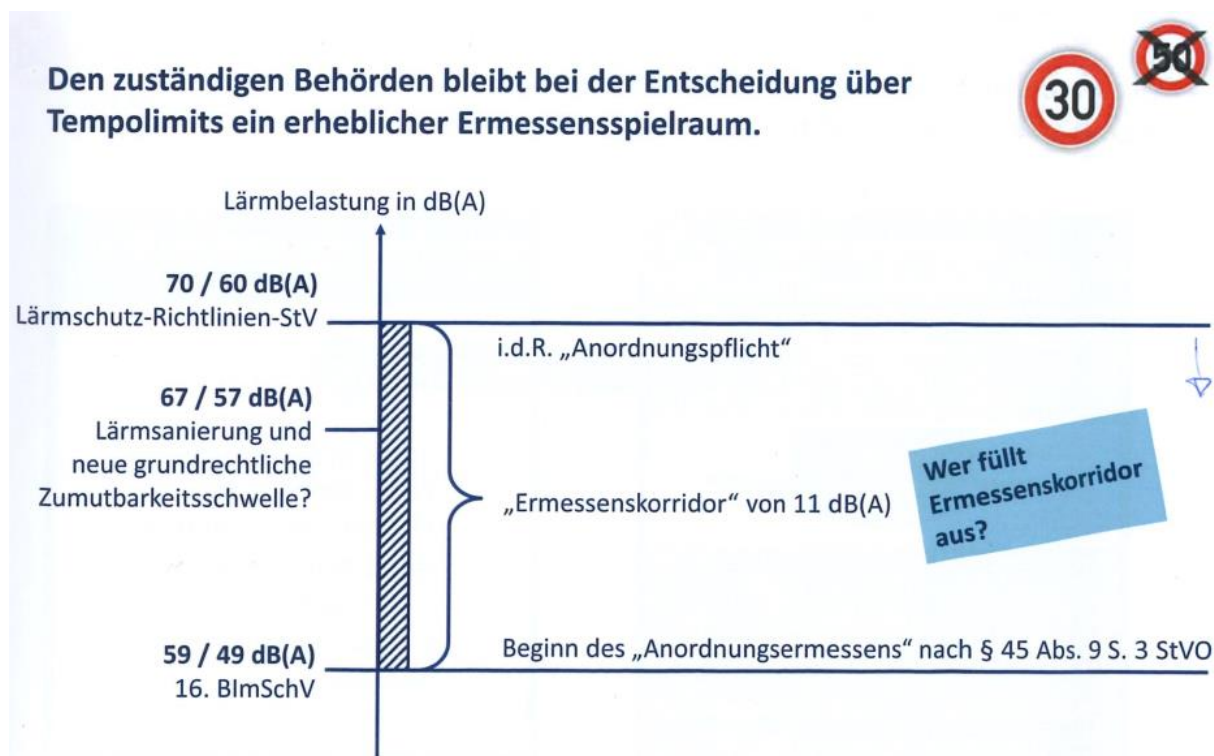 Den zuständigen Behörden bleibt bei der Entscheidung über
Tempolimits ein erheblicher Ermessensspielraum.
30
50
Lärmbelastung in dB(A)
70 / 60 dB(A)
Lärmschutz-Richtlinien-StV
i.d.R. „Anordnungspflicht“
67 / 57 dB(A)
Lärmsanierung und
neue grundrechtliche
Zumutbarkeitsschwelle?
„Ermessenskorridor“ von 11 dB(A)
Wer füllt
Ermessenskorridor
aus?
59 / 49 dB(A)
16. BImSchV
Beginn des „Anordnungsermessens“ nach § 45 Abs. 9 S. 3 StVO